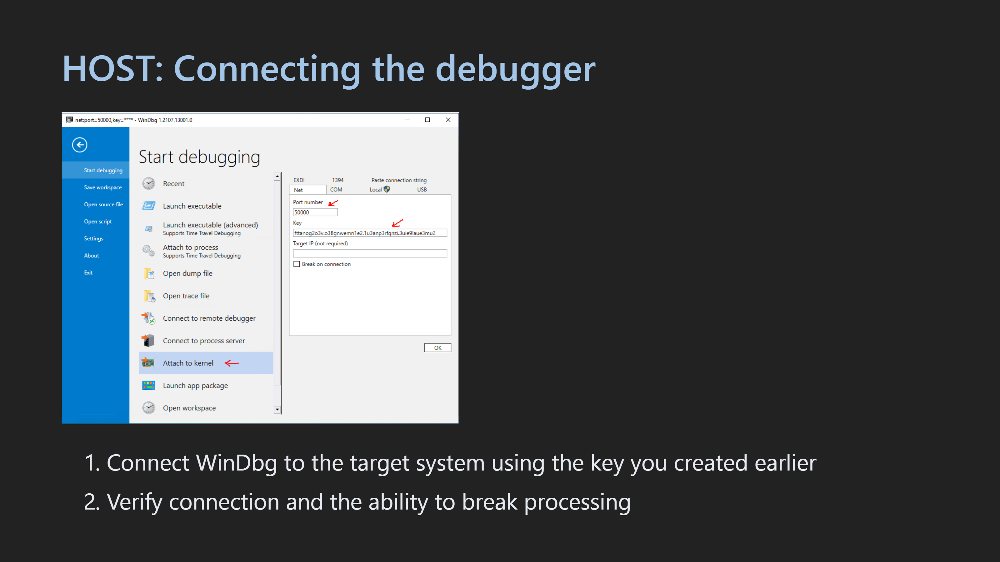 HOST: Connecting the debugger
net:port=50000,key=**** - WinDbg 1.2107.13001.0
Start debugging
Save workspace
Open source file
Open script
Settings
About
Exit
Start debugging
Recent
Launch executable
Launch executable (advanced)
Supports Time Travel Debugging
Attach to process
Supports Time Travel Debugging
Open dump file
Open trace file
Connect to remote debugger
Connect to process server
Attach to kernel
Launch app package
Open workspace
EXDI 1394 Paste connection string
Net COM Local USB
Port number
50000
Key
fttanog2o3v.o38gnwemn1e2.1u3anp3rfqnzi.3uie9laue3mu2
Target IP (not required)
Break on connection
OK
1. Connect WinDbg to the target system using the key you created earlier
2. Verify connection and the ability to break processing